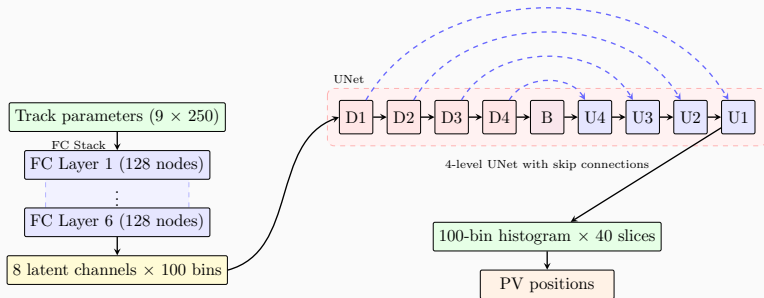 Track parameters (9 × 250)
FC Stack
FC Layer 1 (128 nodes)
⋮
FC Layer 6 (128 nodes)
8 latent channels × 100 bins
UNet
D1 D2 D3 D4 B U4 U3 U2 U1
4-level UNet with skip connections
100-bin histogram × 40 slices
PV positions